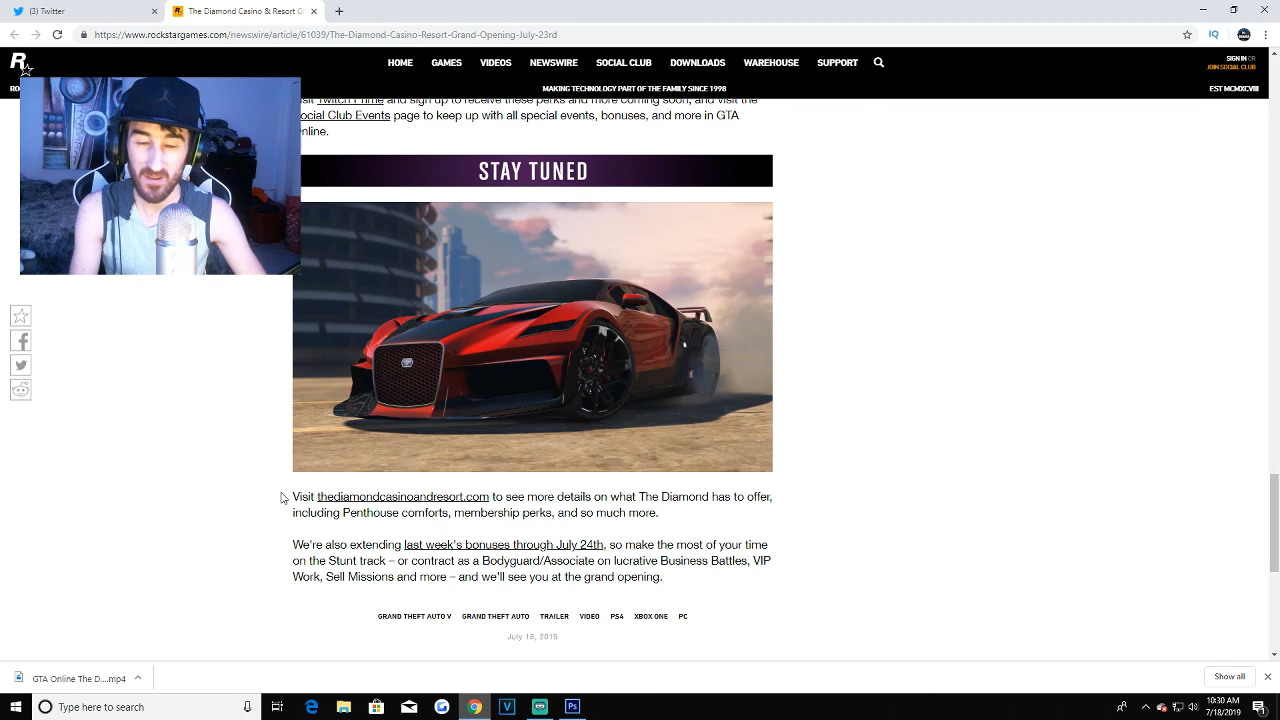 (3) Twitter
The Diamond Casino & Resort G
https://www.rockstargames.com/newswire/article/61039/The-Diamond-Casino-Resort-Grand-Opening-July-23rd
HOME GAMES VIDEOS NEWSWIRE SOCIAL CLUB DOWNLOADS WAREHOUSE SUPPORT
SIGN IN OR
JOIN SOCIAL CLUB
RO
MAKING TECHNOLOGY PART OF THE FAMILY SINCE 1998
EST MCMXCVIII
isit Twitch Prime and sign up to receive these perks and more coming soon, and visit the
ocial Club Events page to keep up with all special events, bonuses, and more in GTA
nline.
STAY TUNED
Visit thediamondcasinoandresort.com to see more details on what The Diamond has to offer,
including Penthouse comforts, membership perks, and so much more.
We're also extending last week's bonuses through July 24th, so make the most of your time
on the Stunt track – or contract as a Bodyguard/Associate on lucrative Business Battles, VIP
Work, Sell Missions and more – and we'll see you at the grand opening.
GRAND THEFT AUTO V GRAND THEFT AUTO TRAILER VIDEO PS4 XBOX ONE PC
July 18, 2019
GTA Online The D....mp4
Show all
Type here to search
10:30 AM
7/18/2019